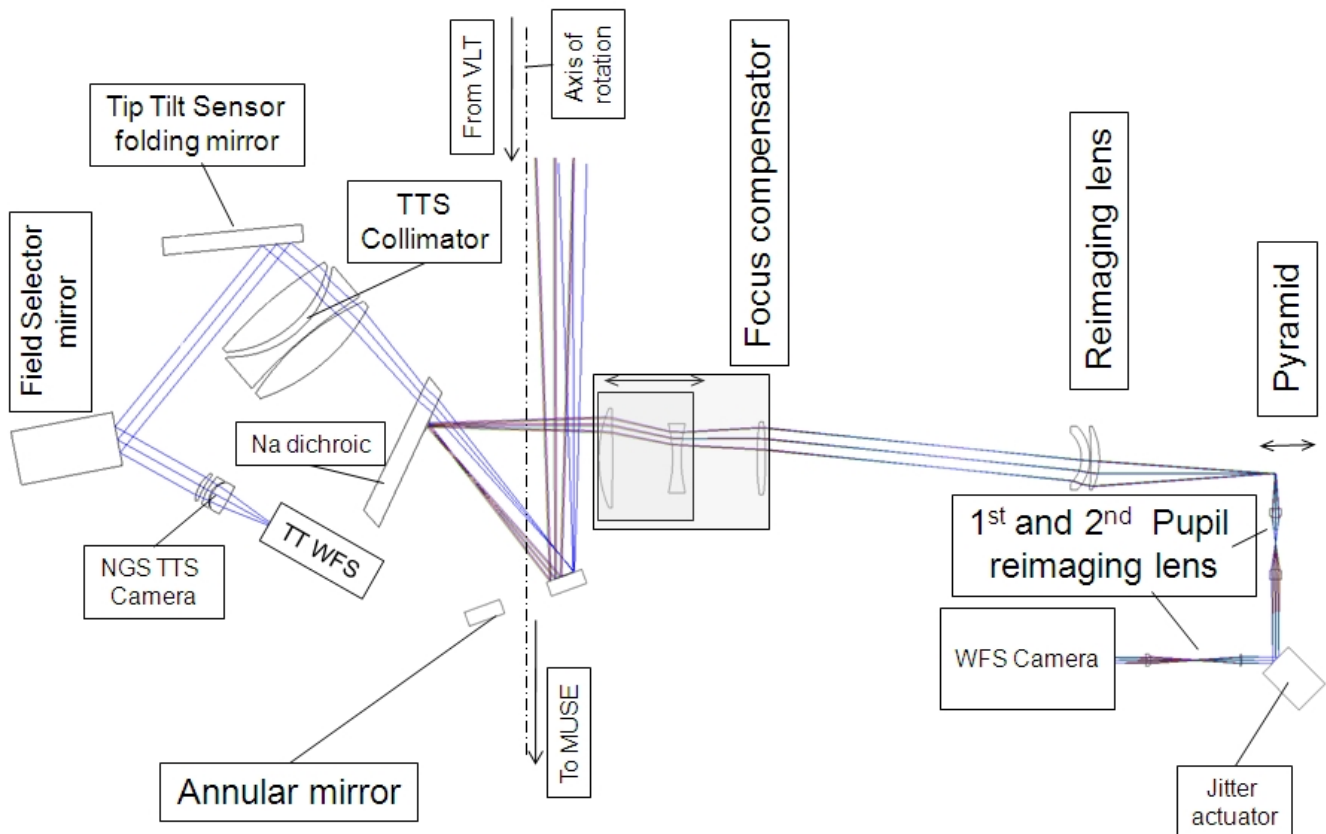 From VLT
Axis of
rotation
Tip Tilt Sensor
folding mirror
TTS
Collimator
Focus compensator
Reimaging lens
Pyramid
Field Selector
mirror
Na dichroic
TT WFS
NGS TTS
Camera
1st and 2nd Pupil
reimaging lens
WFS Camera
To MUSE
Annular mirror
Jitter
actuator